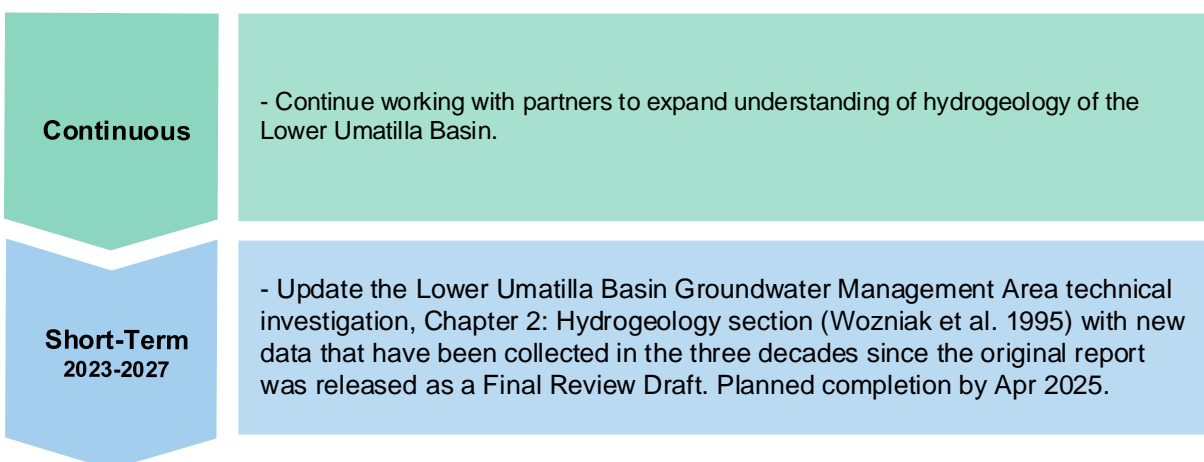 Continuous
- Continue working with partners to expand understanding of hydrogeology of the
Lower Umatilla Basin.
Short-Term
2023-2027
- Update the Lower Umatilla Basin Groundwater Management Area technical
investigation, Chapter 2: Hydrogeology section (Wozniak et al. 1995) with new
data that have been collected in the three decades since the original report
was released as a Final Review Draft. Planned completion by Apr 2025.